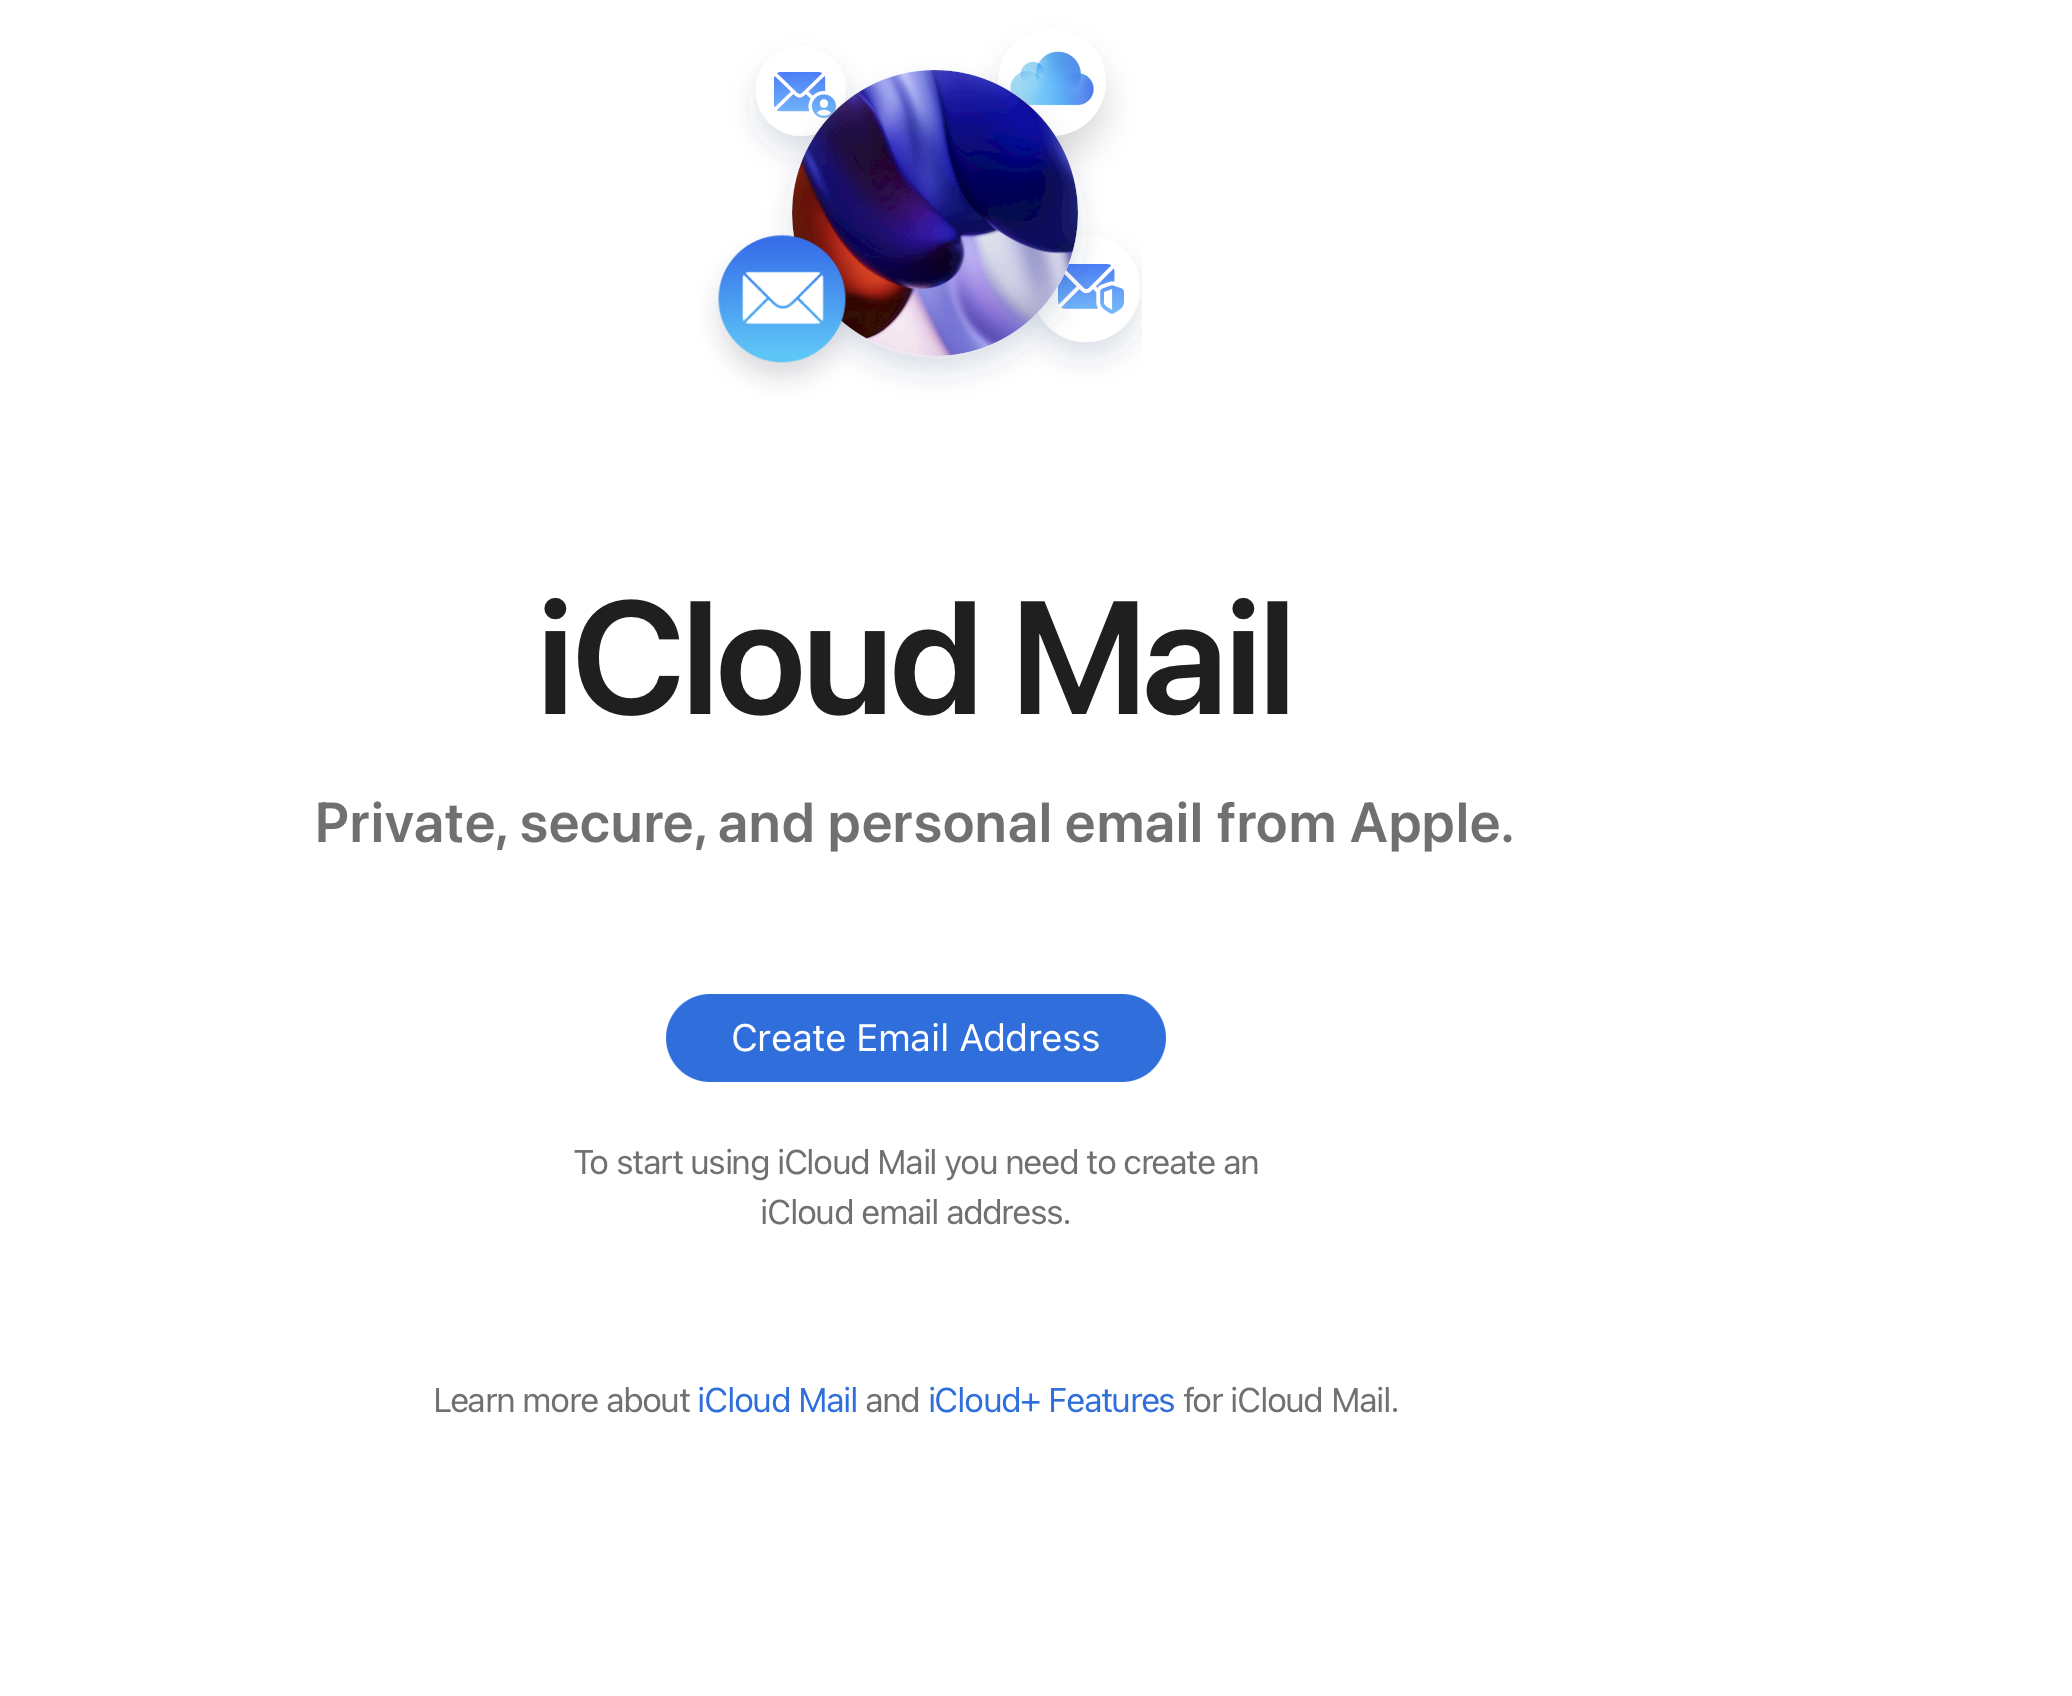 iCloud Mail
Private, secure, and personal email from Apple.
Create Email Address
To start using iCloud Mail you need to create an
iCloud email address.
Learn more about iCloud Mail and iCloud+ Features for iCloud Mail.